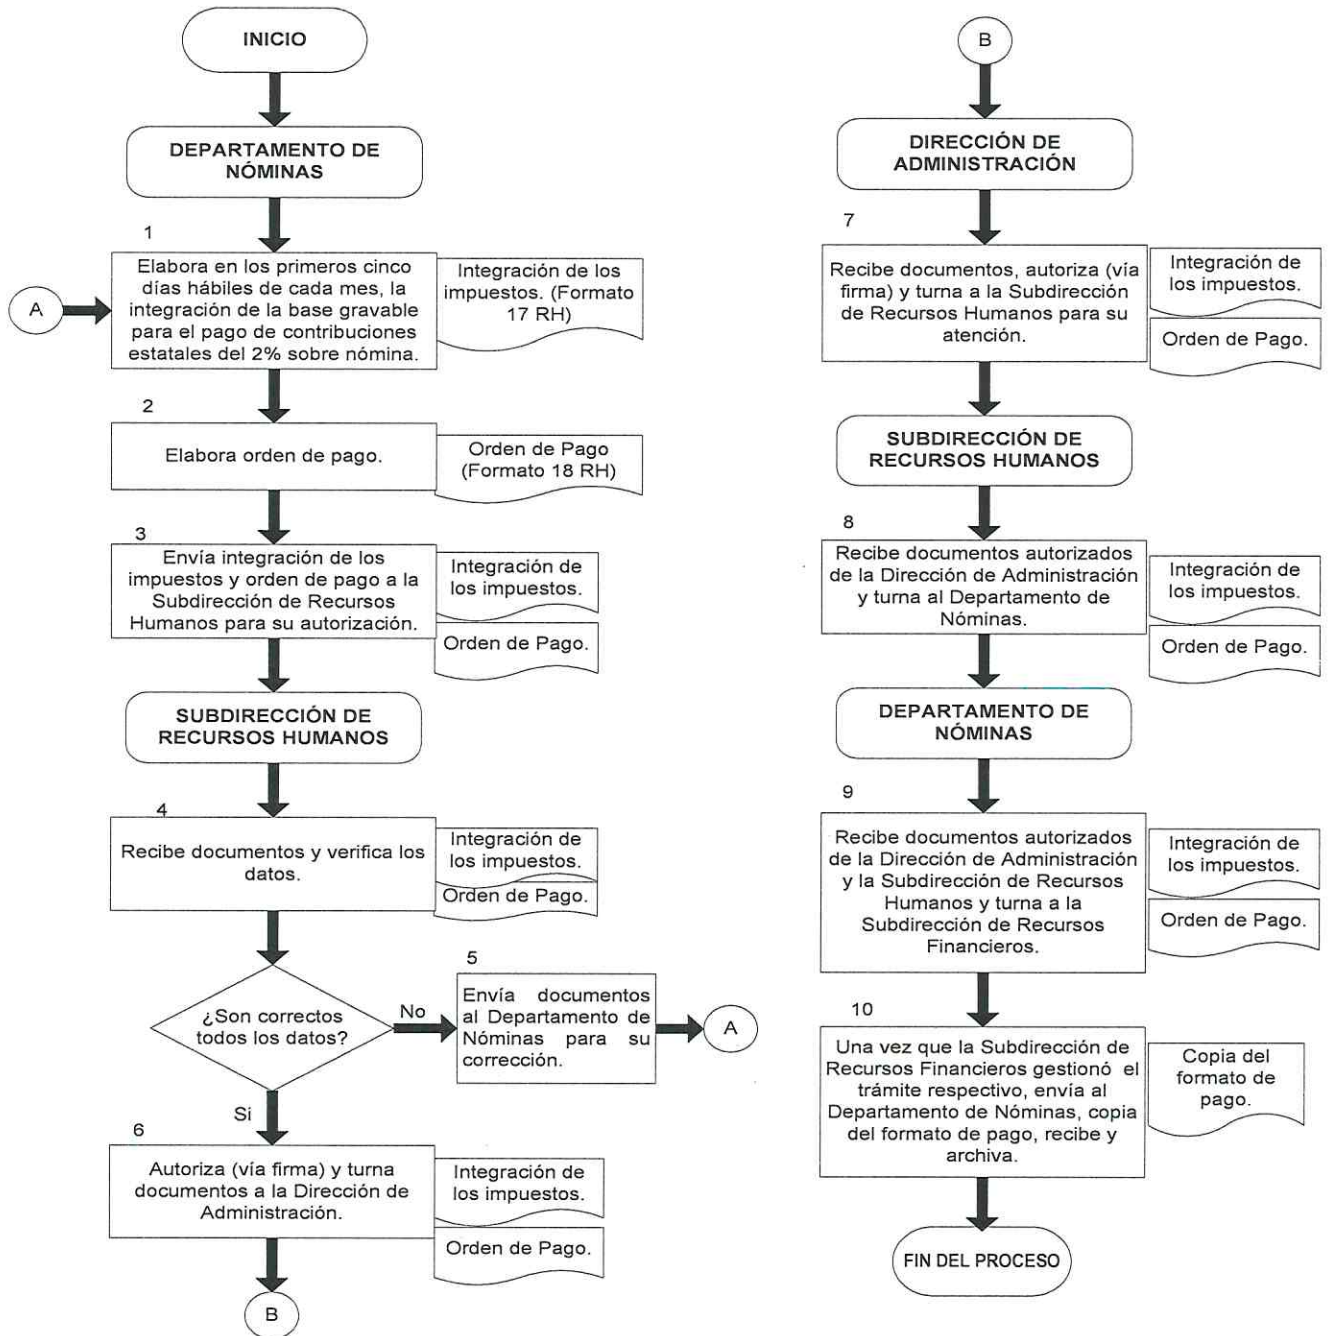 INICIO
DEPARTAMENTO DE
NÓMINAS
1
A
Elabora en los primeros cinco
días hábiles de cada mes, la
integración de la base gravable
para el pago de contribuciones
estatales del 2% sobre nómina.
Integración de los
impuestos. (Formato
17 RH)
2
Elabora orden de pago.
Orden de Pago
(Formato 18 RH)
3
Envía integración de los
impuestos y orden de pago a la
Subdirección de Recursos
Humanos para su autorización.
Integración de
los impuestos.
Orden de Pago.
SUBDIRECCIÓN DE
RECURSOS HUMANOS
4
Recibe documentos y verifica los
datos.
Integración de
los impuestos.
Orden de Pago.
¿Son correctos
todos los datos?
No
5
Envía documentos
al Departamento de
Nóminas para su
corrección.
A
Si
6
Autoriza (vía firma) y turna
documentos a la Dirección de
Administración.
Integración de
los impuestos.
Orden de Pago.
B
B
DIRECCIÓN DE
ADMINISTRACIÓN
7
Recibe documentos, autoriza (vía
firma) y turna a la Subdirección
de Recursos Humanos para su
atención.
Integración de
los impuestos.
Orden de Pago.
SUBDIRECCIÓN DE
RECURSOS HUMANOS
8
Recibe documentos autorizados
de la Dirección de Administración
y turna al Departamento de
Nóminas.
Integración de
los impuestos.
Orden de Pago.
DEPARTAMENTO DE
NÓMINAS
9
Recibe documentos autorizados
de la Dirección de Administración
y la Subdirección de Recursos
Humanos y turna a la
Subdirección de Recursos
Financieros.
Integración de
los impuestos.
Orden de Pago.
10
Una vez que la Subdirección de
Recursos Financieros gestionó el
trámite respectivo, envía al
Departamento de Nóminas, copia
del formato de pago, recibe y
archiva.
Copia del
formato de
pago.
FIN DEL PROCESO